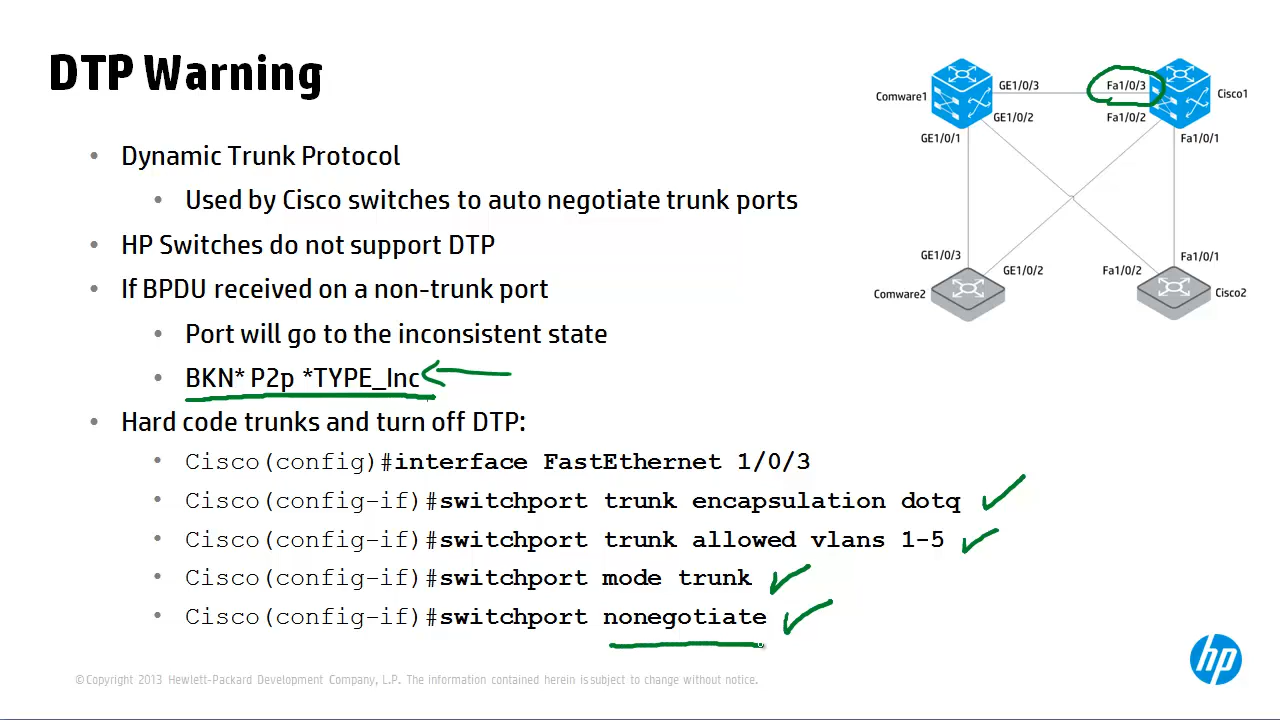 DTP Warning
• Dynamic Trunk Protocol
• Used by Cisco switches to auto negotiate trunk ports
• HP Switches do not support DTP
• If BPDU received on a non-trunk port
• Port will go to the inconsistent state
• BKN* P2p *TYPE_Inc
• Hard code trunks and turn off DTP:
• Cisco(config)#interface FastEthernet 1/0/3
• Cisco(config-if)#switchport trunk encapsulation dotq
• Cisco(config-if)#switchport trunk allowed vlans 1-5
• Cisco(config-if)#switchport mode trunk
• Cisco(config-if)#switchport nonegotiate
Comware1
GE1/0/3
Fa1/0/3
Cisco1
GE1/0/2
Fa1/0/2
GE1/0/1
Fa1/0/1
GE1/0/3
Fa1/0/1
GE1/0/2
Fa1/0/2
Comware2
Cisco2
©Copyright 2013 Hewlett-Packard Development Company, L.P. The information contained herein is subject to change without notice.
hp